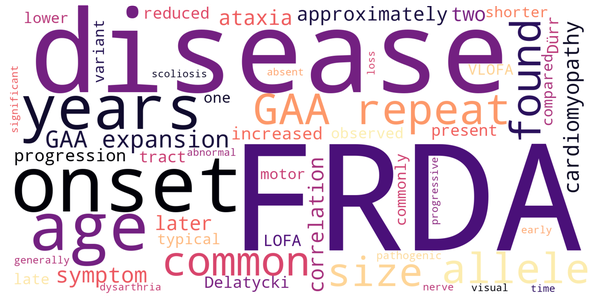 lower
reduced
ataxia
approximately
two
shorter
variant
disease
scoliosis
absent
loss
VLOFA
found
compared
Dürr
cardiomyopathy
significant
years
one
GAA repeat
GAA expansion
increased
observed
present
progression
tract
abnormal
onset
FRDA
motor
correlation
commonly
progressive
early
age
later
typical
LOFA
common
size
allele
pathogenic
generally
late
symptom
dysarthria
Delatycki
nerve
visual
time